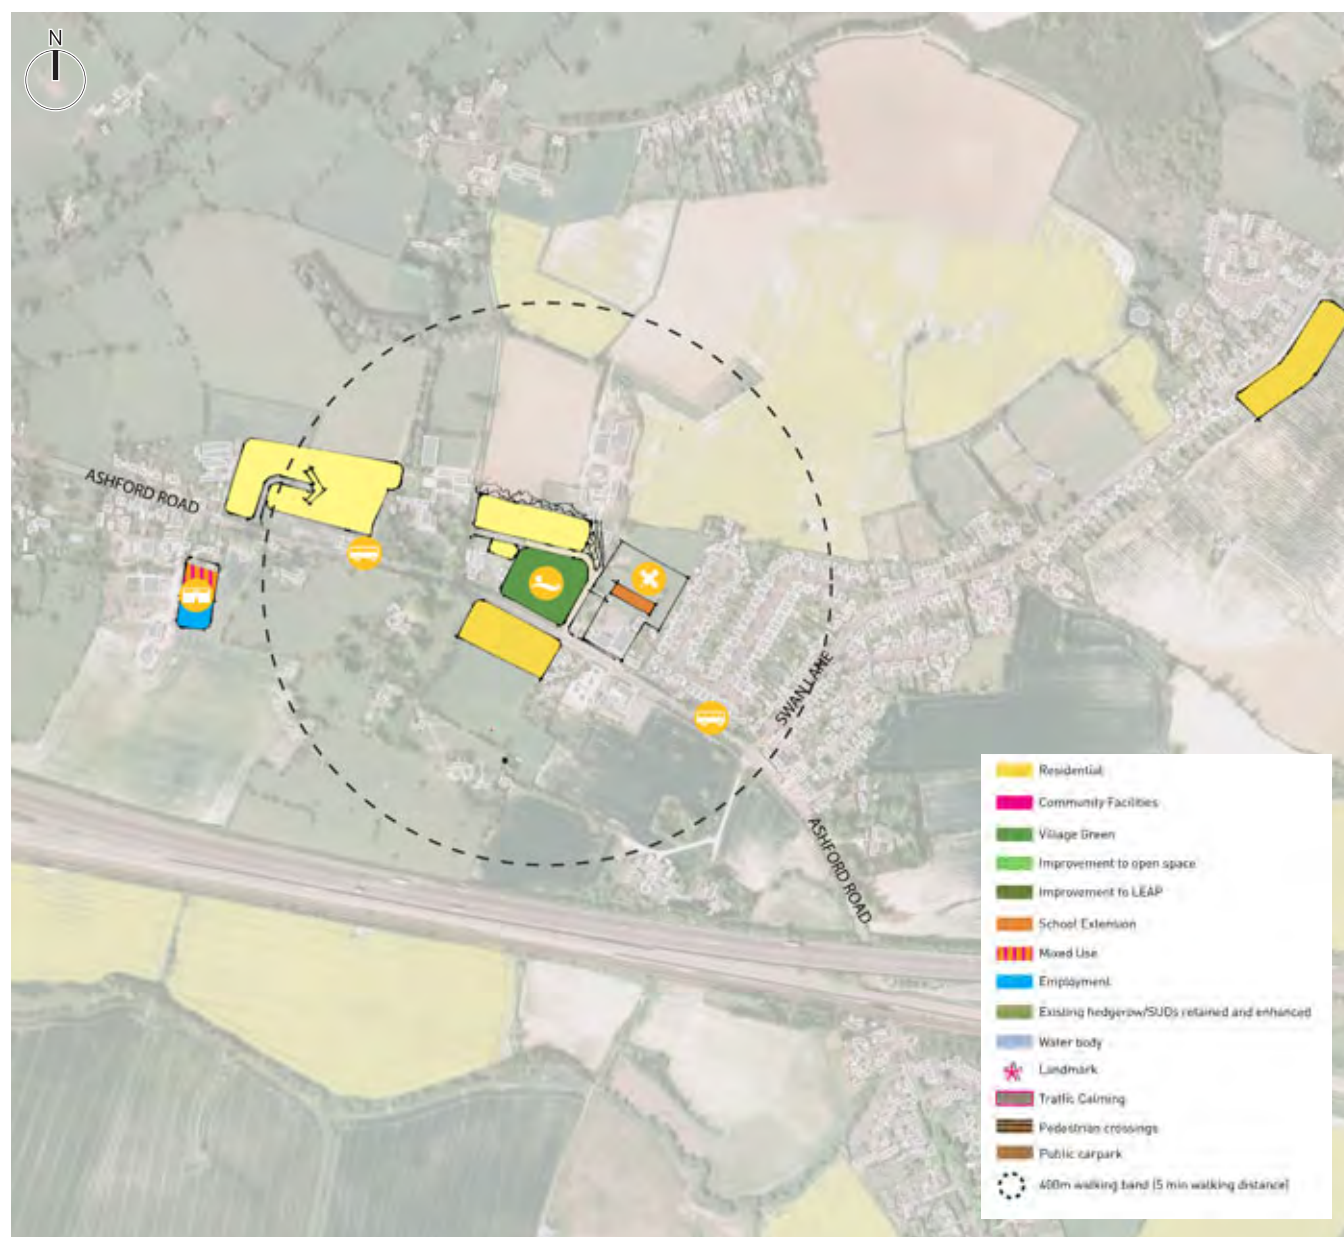 N
ASHFORD ROAD
SWAN LANE
ASHFORD ROAD
Residential
Community Facilities
Village Green
Improvement to open space
Improvement to LEAP
School Extension
Mixed Use
Employment
Existing hedgerow/SUDs retained and enhanced
Water body
Landmark
Traffic Calming
Pedestrian crossings
Public carpark
400m walking band (5 min walking distance)